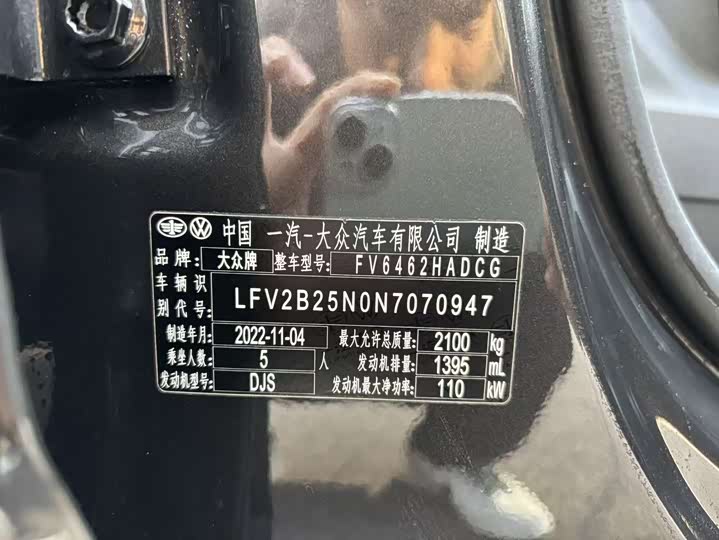 中国 一汽-大众汽车有限公司 制造
品牌: 大众牌 整车型号: FV6462HADCG
车辆识别代号: LFV2B25N0N7070947
制造年月: 2022-11-04 最大允许总质量: 2100 kg
乘坐人数: 5 人 发动机排量: 1395 mL
发动机型号: DJS 发动机最大净功率: 110 kW